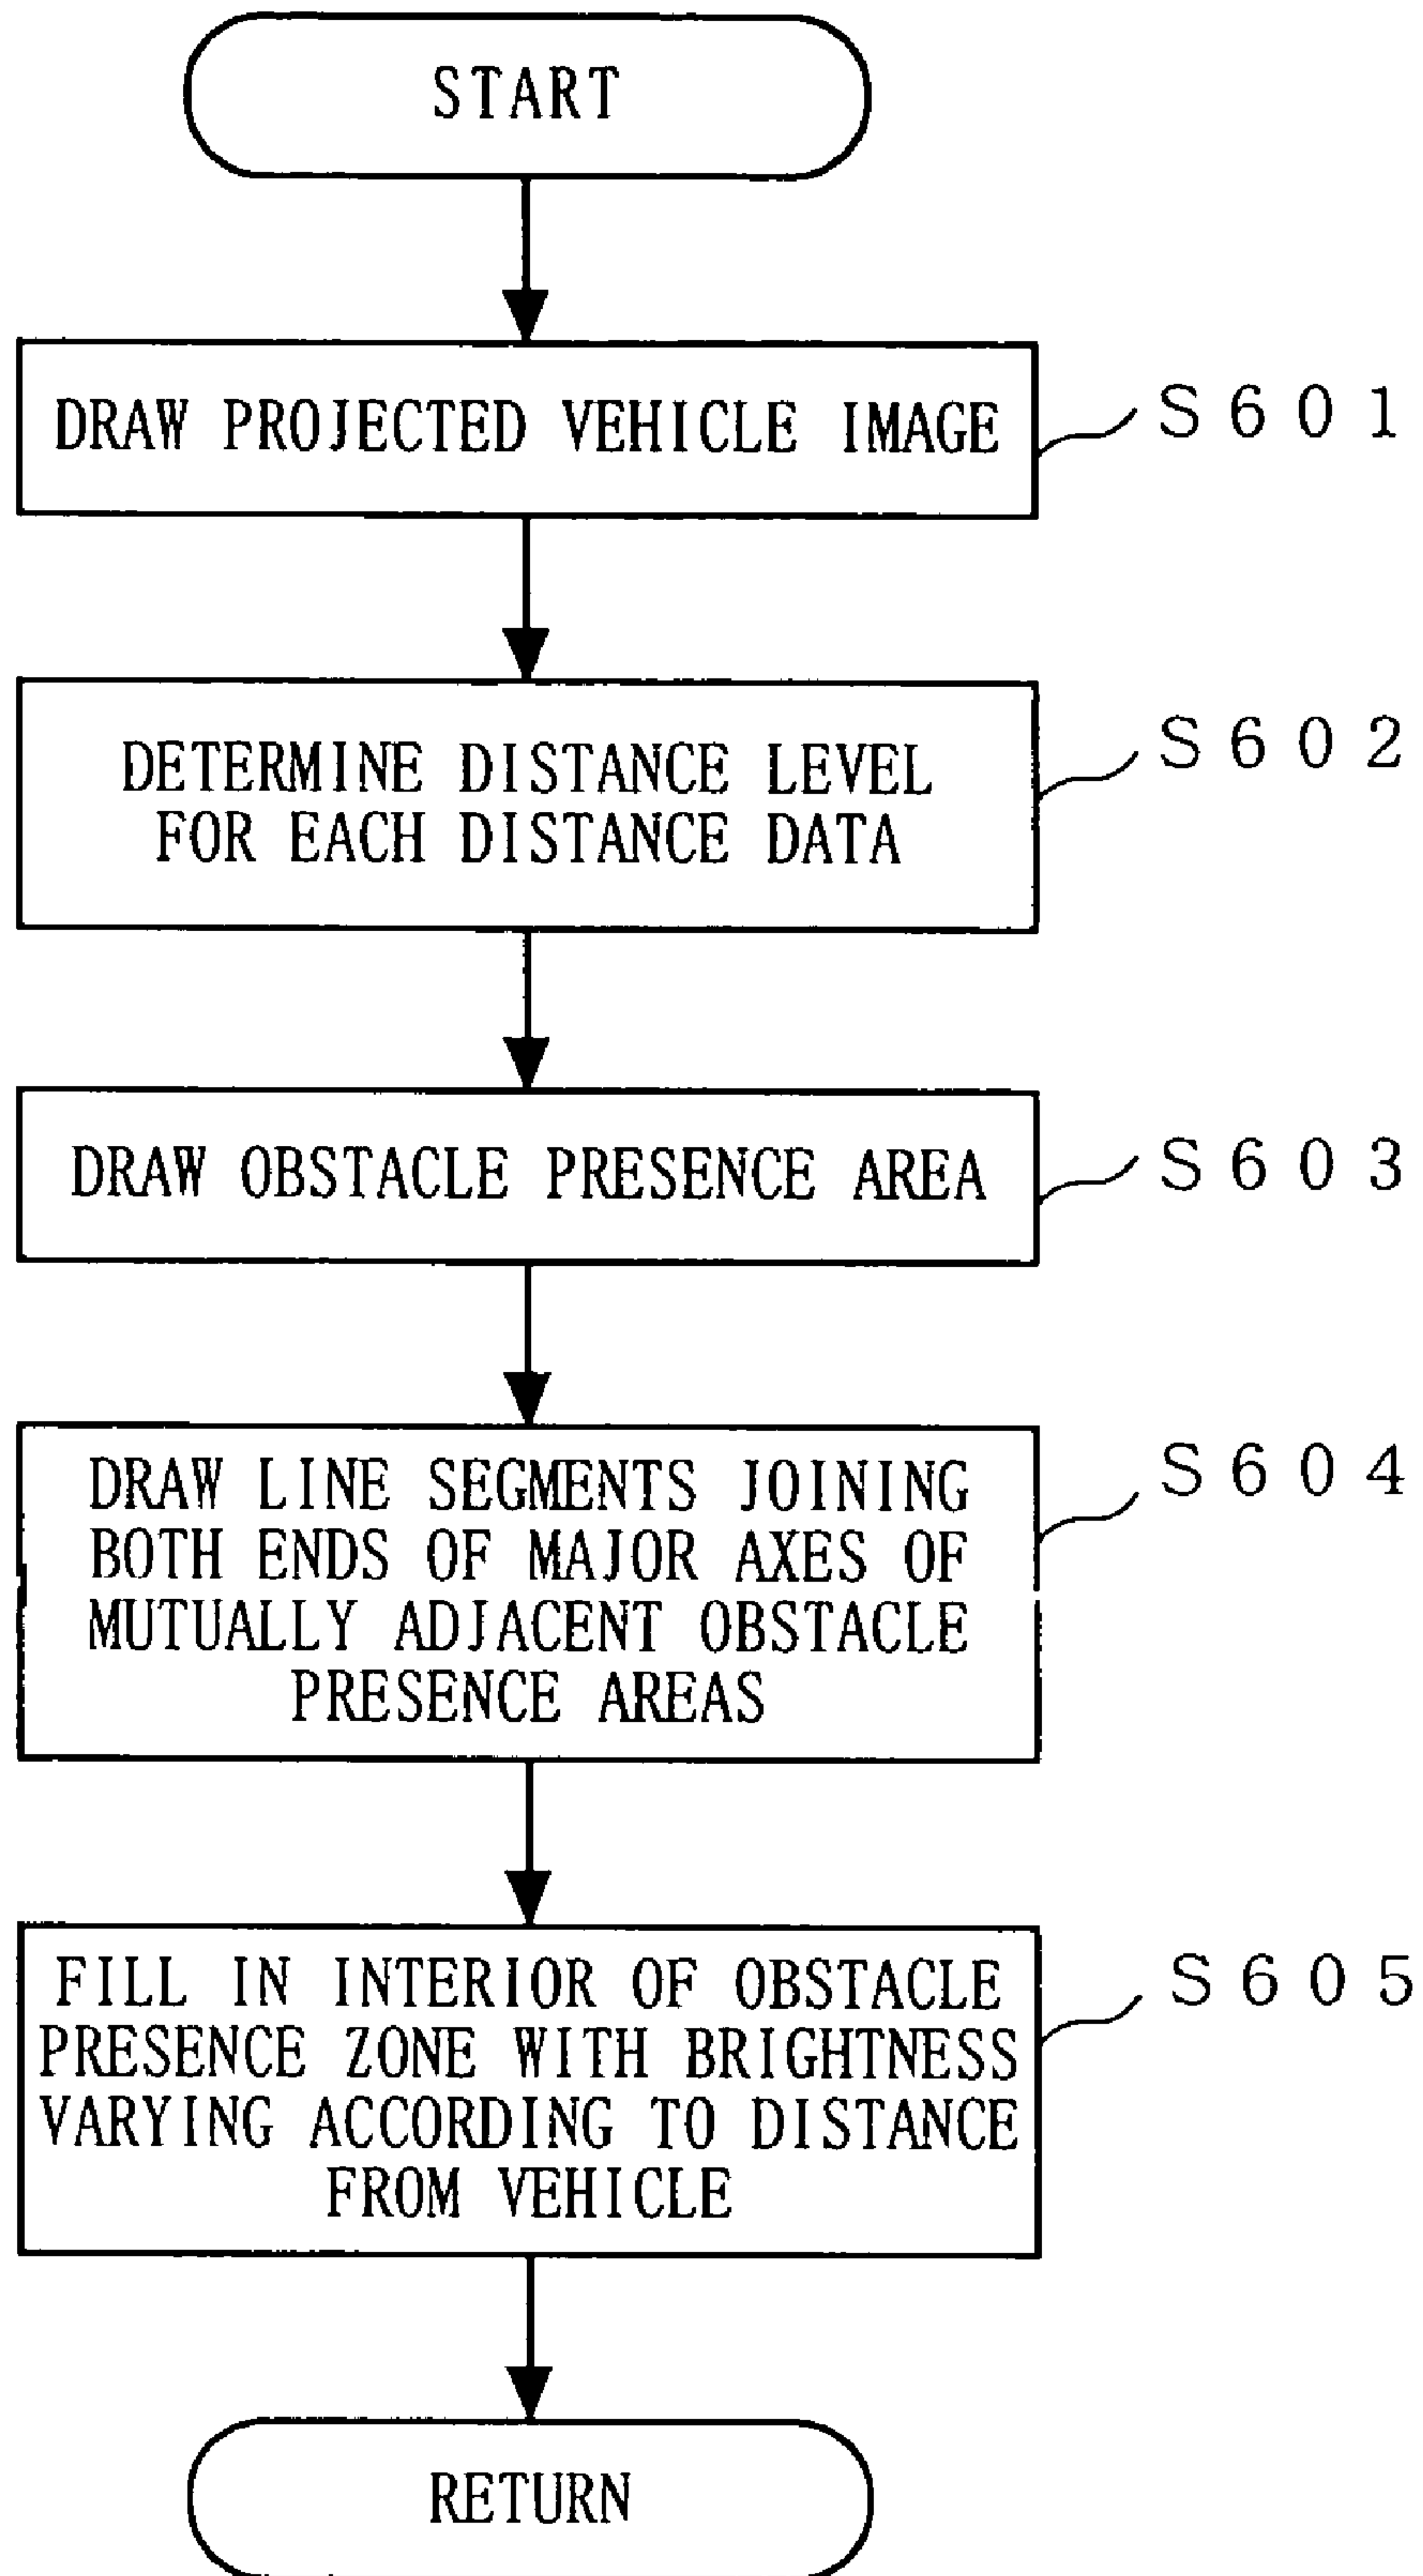 START
DRAW PROJECTED VEHICLE IMAGE
S601
DETERMINE DISTANCE LEVEL
FOR EACH DISTANCE DATA
S602
DRAW OBSTACLE PRESENCE AREA
S603
DRAW LINE SEGMENTS JOINING
BOTH ENDS OF MAJOR AXES OF
MUTUALLY ADJACENT OBSTACLE
PRESENCE AREAS
S604
FILL IN INTERIOR OF OBSTACLE
PRESENCE ZONE WITH BRIGHTNESS
VARYING ACCORDING TO DISTANCE
FROM VEHICLE
S605
RETURN